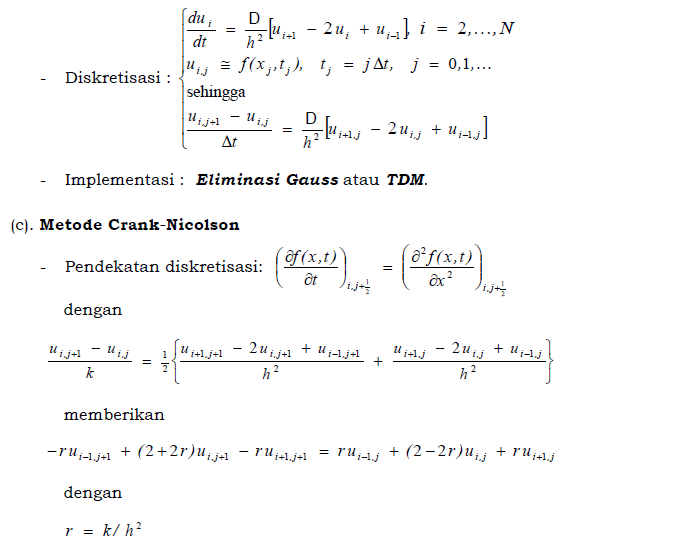 du_i/dt = D/h² [u_{i+1} − 2u_i + u_{i−1}], i = 2,...,N
- Diskretisasi : u_{i,j} ≅ f(x_j,t_j), t_j = jΔt, j = 0,1,...
sehingga
(u_{i,j+1} − u_{i,j})/Δt = D/h² [u_{i+1,j} − 2u_{i,j} + u_{i−1,j}]
- Implementasi : Eliminasi Gauss atau TDM.
(c). Metode Crank-Nicolson
- Pendekatan diskretisasi: (∂f(x,t)/∂t)_{i,j+½} = (∂²f(x,t)/∂x²)_{i,j+½}
dengan
(u_{i,j+1} − u_{i,j})/k = ½{(u_{i+1,j+1} − 2u_{i,j+1} + u_{i−1,j+1})/h² + (u_{i+1,j} − 2u_{i,j} + u_{i−1,j})/h²}
memberikan
−ru_{i−1,j+1} + (2+2r)u_{i,j+1} − ru_{i+1,j+1} = ru_{i−1,j} + (2−2r)u_{i,j} + ru_{i+1,j}
dengan
r = k/h²